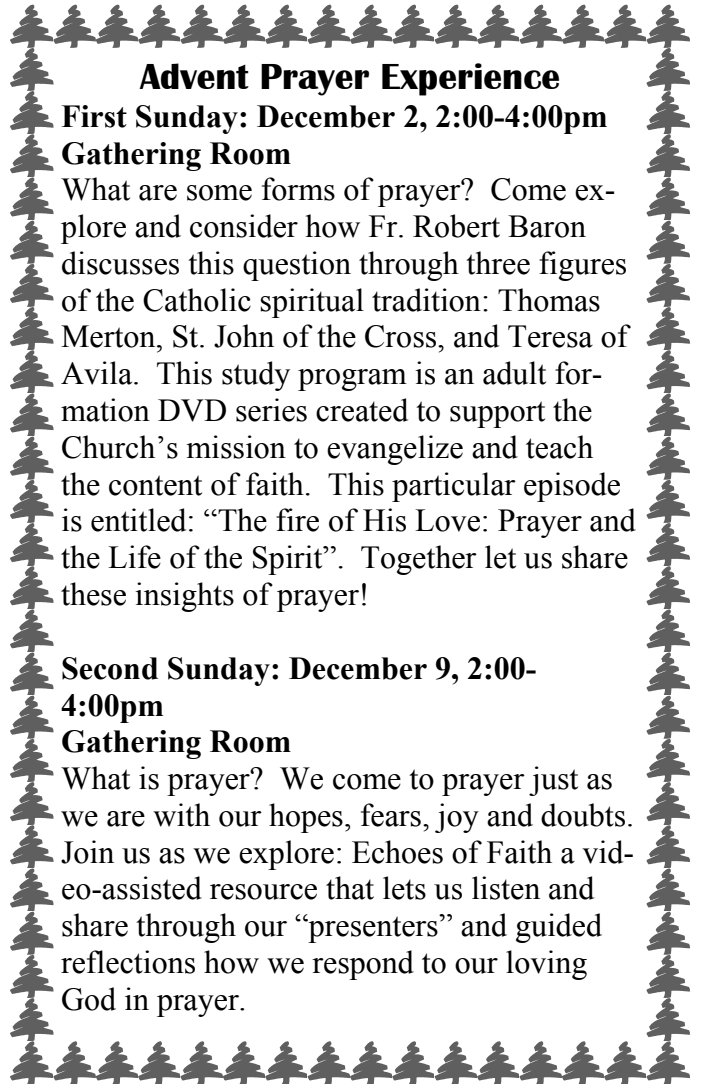 Advent Prayer Experience
First Sunday: December 2, 2:00-4:00pm
Gathering Room
What are some forms of prayer?  Come ex-
plore and consider how Fr. Robert Baron
discusses this question through three figures
of the Catholic spiritual tradition: Thomas
Merton, St. John of the Cross, and Teresa of
Avila.  This study program is an adult for-
mation DVD series created to support the
Church’s mission to evangelize and teach
the content of faith.  This particular episode
is entitled: “The fire of His Love: Prayer and
the Life of the Spirit”.  Together let us share
these insights of prayer!

Second Sunday: December 9, 2:00-
4:00pm
Gathering Room
What is prayer?  We come to prayer just as
we are with our hopes, fears, joy and doubts.
Join us as we explore: Echoes of Faith a vid-
eo-assisted resource that lets us listen and
share through our “presenters” and guided
reflections how we respond to our loving
God in prayer.